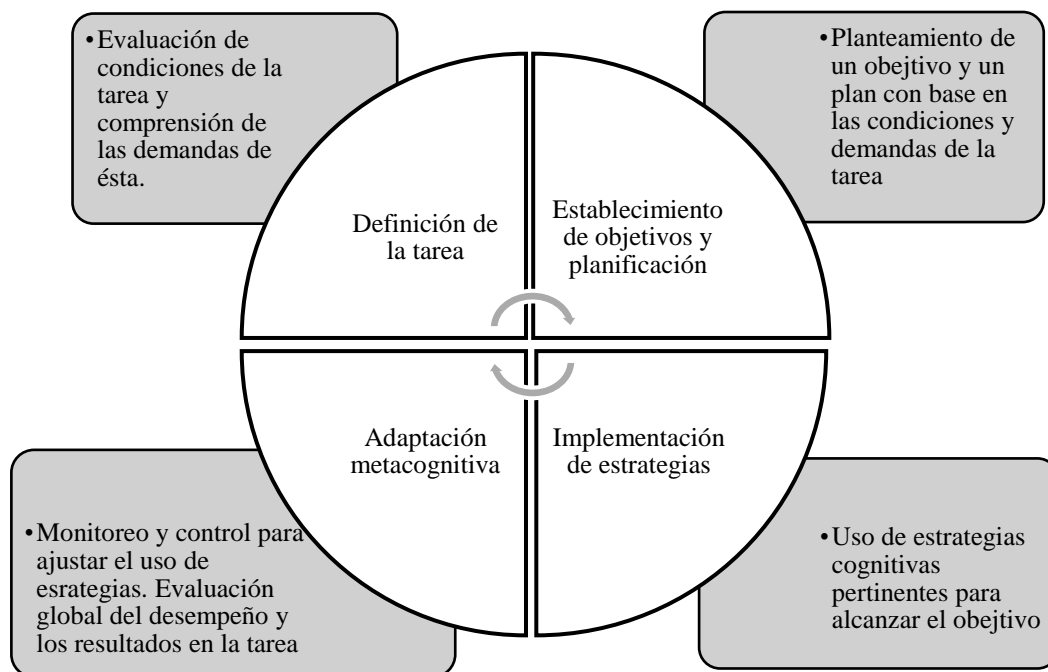 •Evaluación de
condiciones de la
tarea y
comprensión de
las demandas de
ésta.
•Planteamiento de
un obejtivo y un
plan con base en
las condiciones y
demandas de la
tarea
Definición de
la tarea
Establecimiento
de objetivos y
planificación
Adaptación
metacognitiva
Implementación
de estrategias
•Monitoreo y control para
ajustar el uso de
esrategias. Evaluación
global del desempeño y
los resultados en la tarea
•Uso de estrategias
cognitivas
pertinentes para
alcanzar el obejtivo